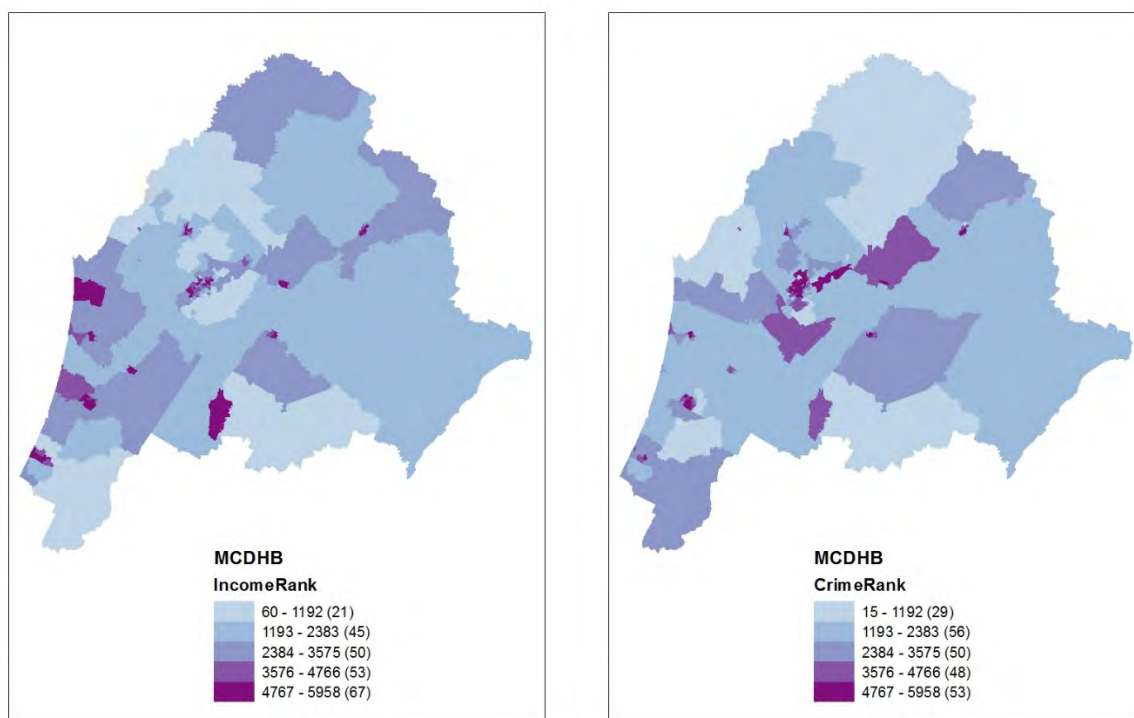 MCDHB
IncomeRank
60 - 1192 (21)
1193 - 2383 (45)
2384 - 3575 (50)
3576 - 4766 (53)
4767 - 5958 (67)
MCDHB
CrimeRank
15 - 1192 (29)
1193 - 2383 (56)
2384 - 3575 (50)
3576 - 4766 (48)
4767 - 5958 (53)